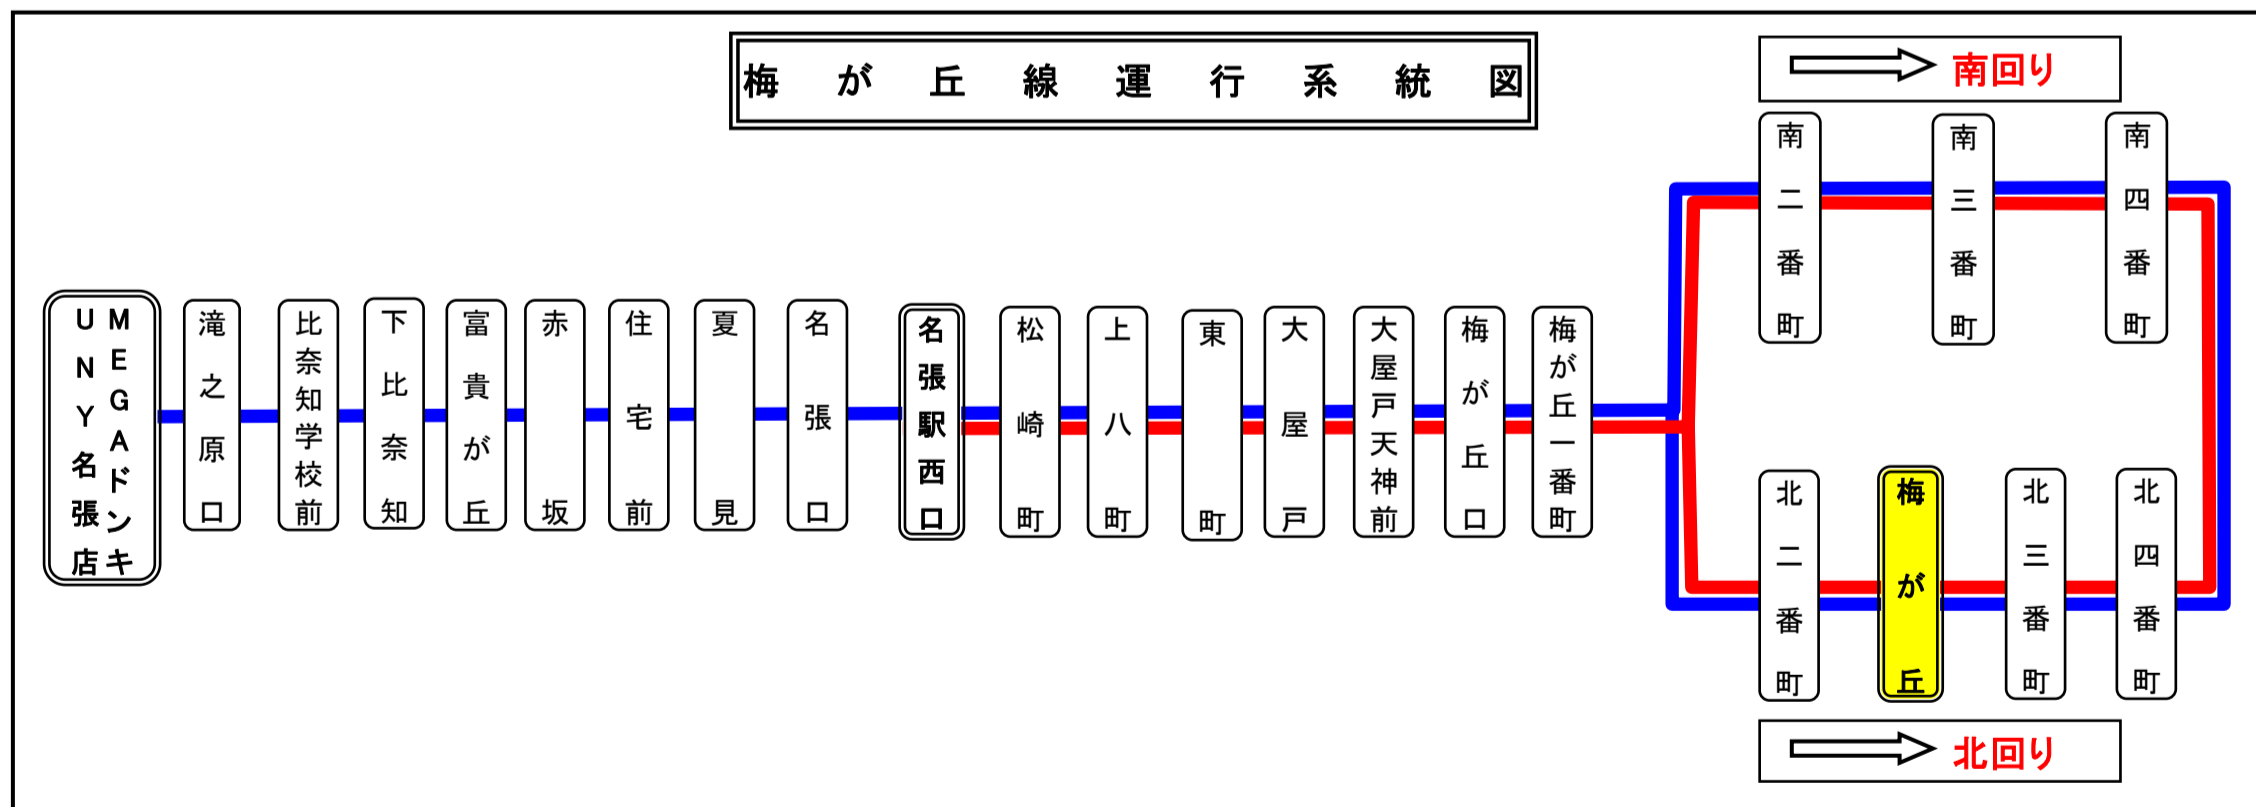 梅が丘線運行系統図
南回り
南二番町
南三番町
南四番町
MEGAドンキ
UNY名張店
滝之原口
比奈知学校前
下比奈知
富貴が丘
赤坂
住宅前
夏見
名張口
名張駅西口
松崎町
上八町
東町
大屋戸
大屋戸天神前
梅が丘口
梅が丘一番町
北二番町
梅が丘
北三番町
北四番町
北回り